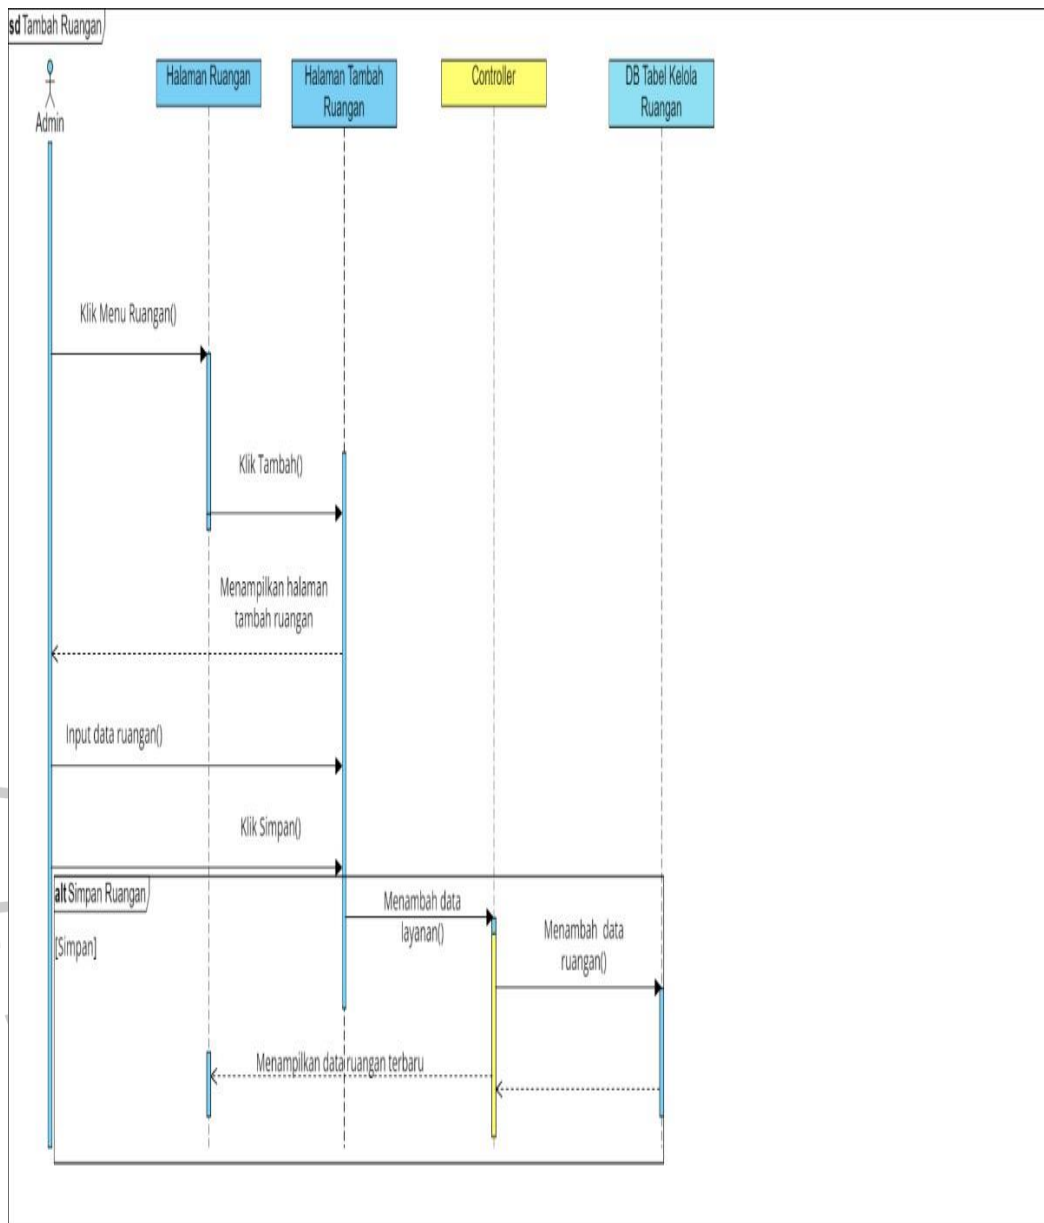 sd Tambah Ruangan
Admin
Halaman Ruangan
Halaman Tambah
Ruangan
Controller
DB Tabel Kelola
Ruangan
Klik Menu Ruangan()
Klik Tambah()
Menampilkan halaman
tambah ruangan
Input data ruangan()
Klik Simpan()
alt Simpan Ruangan
[Simpan]
Menambah data
layanan()
Menambah data
ruangan()
Menampilkan data ruangan terbaru